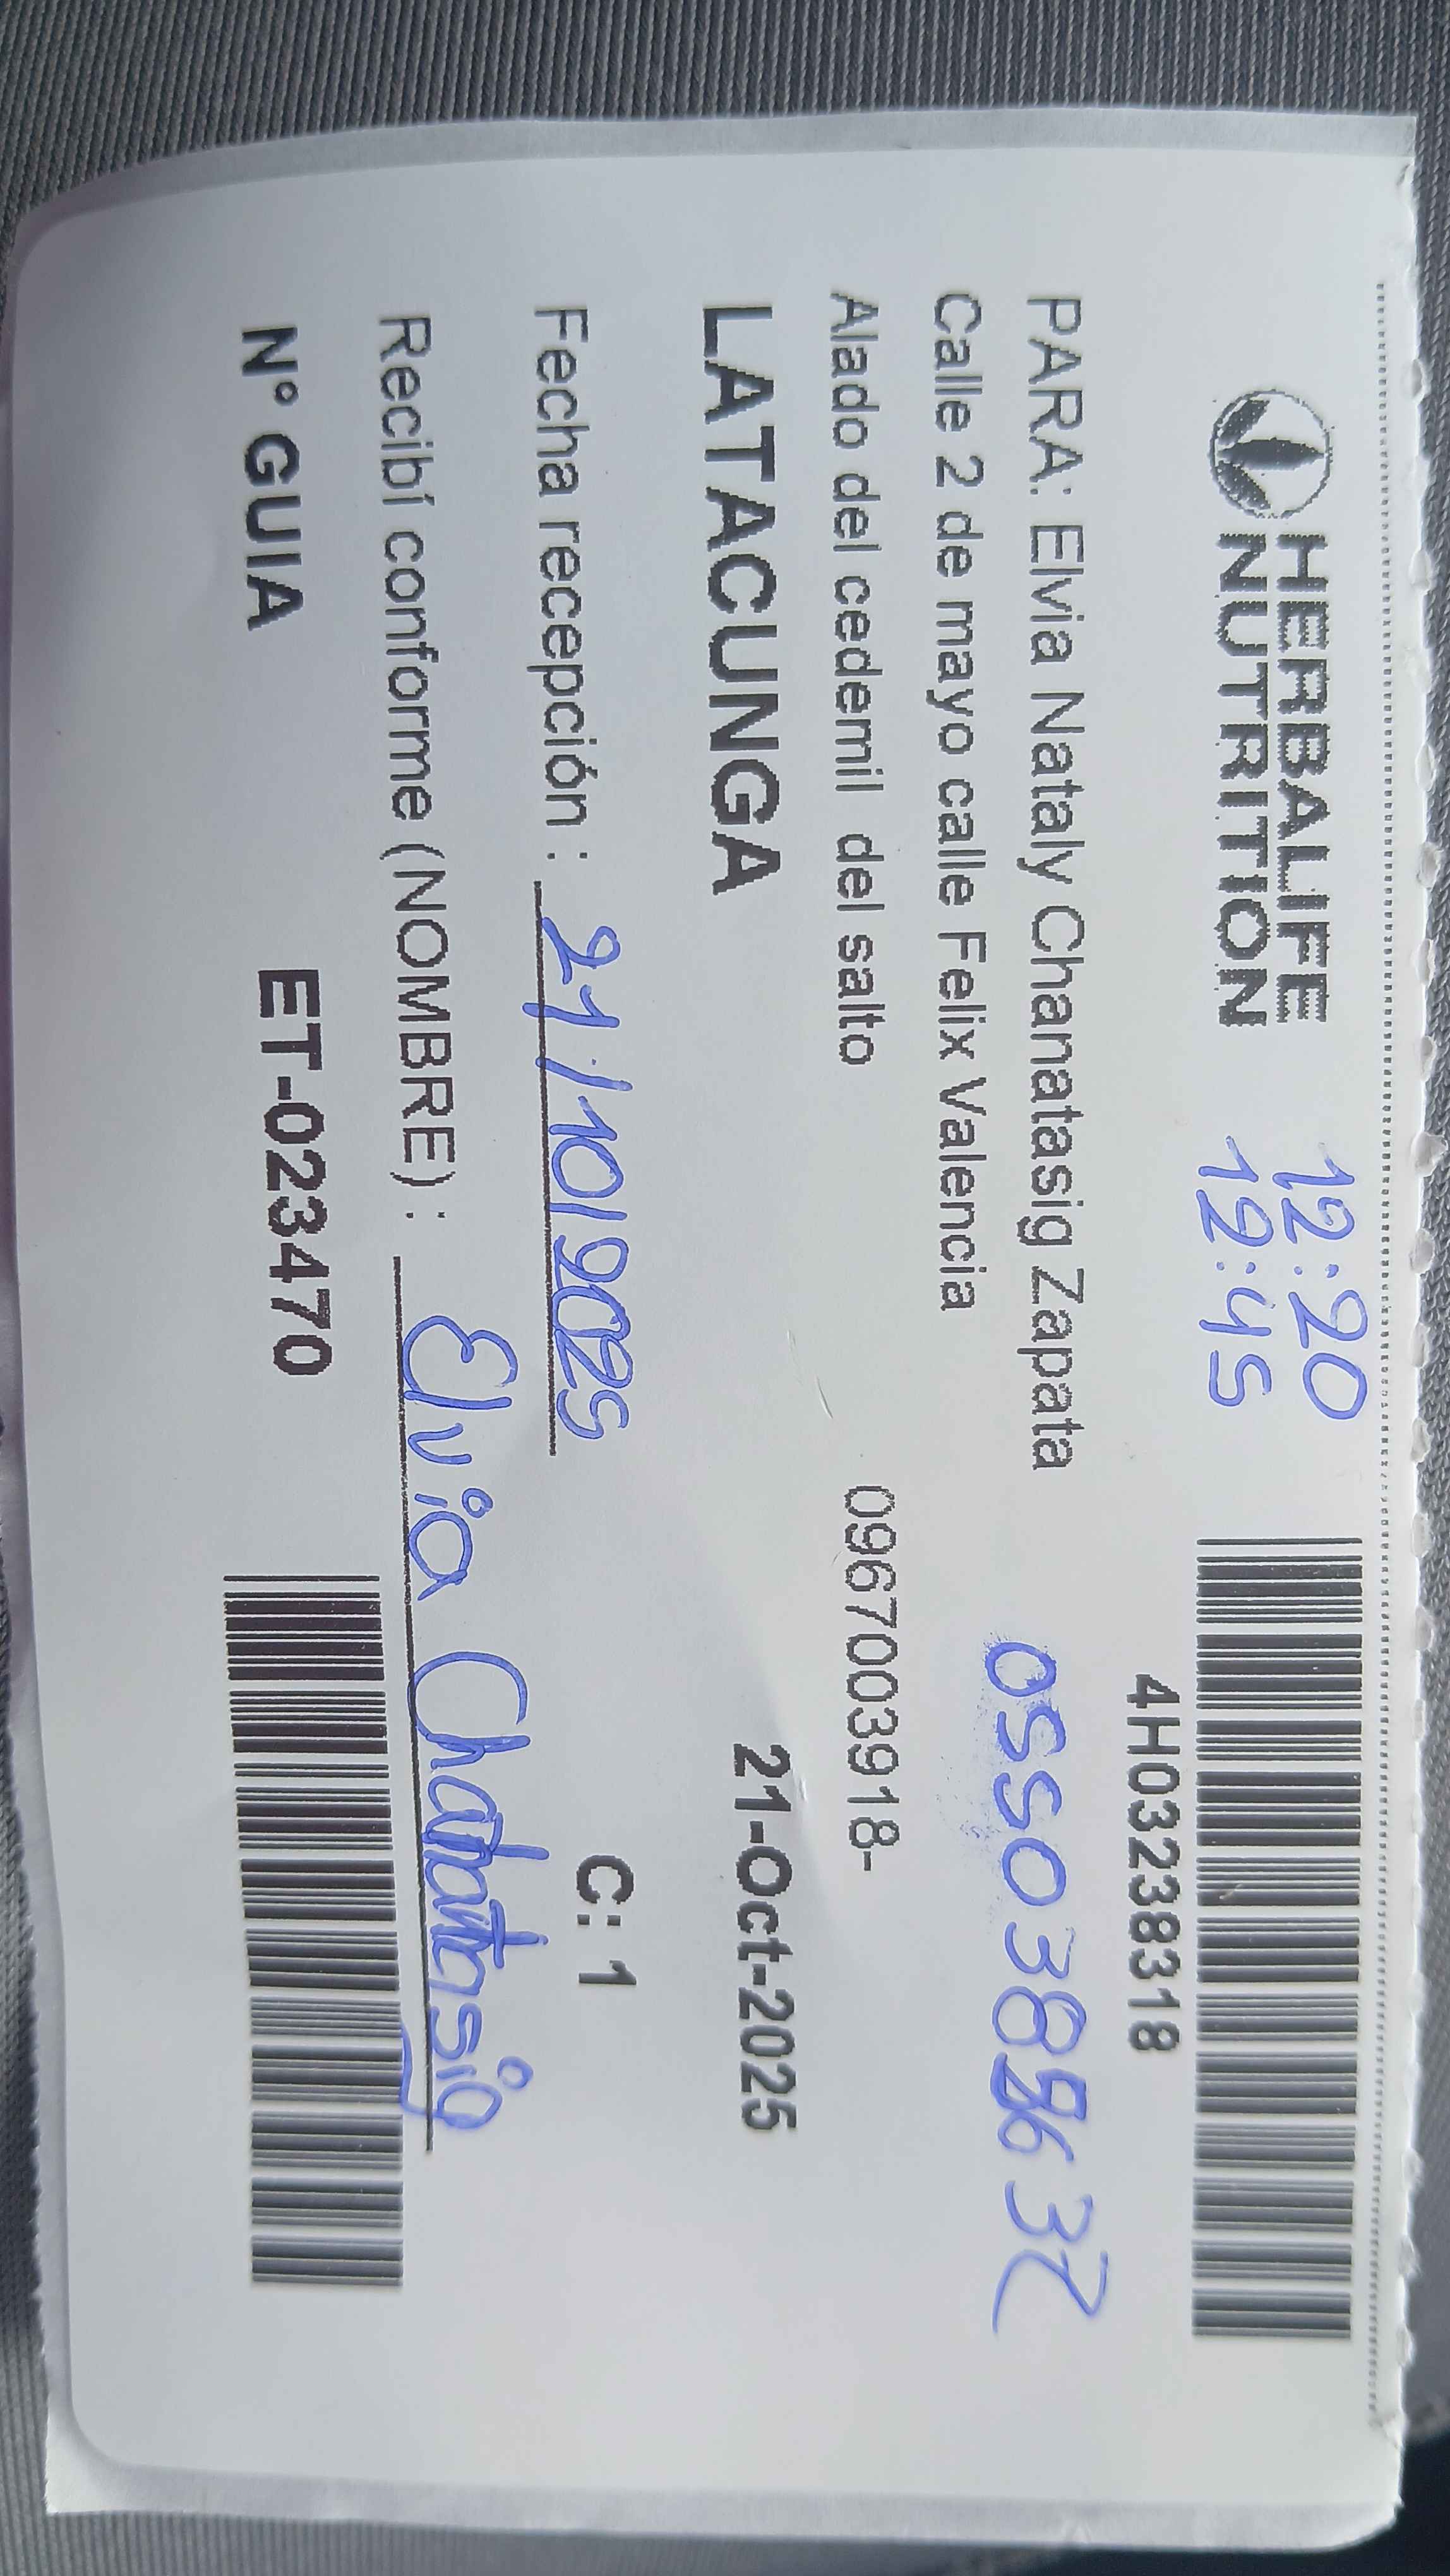 HERBALIFE
NUTRITION
12:20
12:45
4H03238318
PARA: Elvia Nataly Chanatasig Zapata
Calle 2 de mayo calle Felix Valencia
Alado del cedemil del salto
0967003918-
LATACUNGA
21-Oct-2025
Fecha recepción : 21/10/2025
C: 1
Recibí conforme (NOMBRE) : Elvia Chanatasig
N° GUIA ET-023470